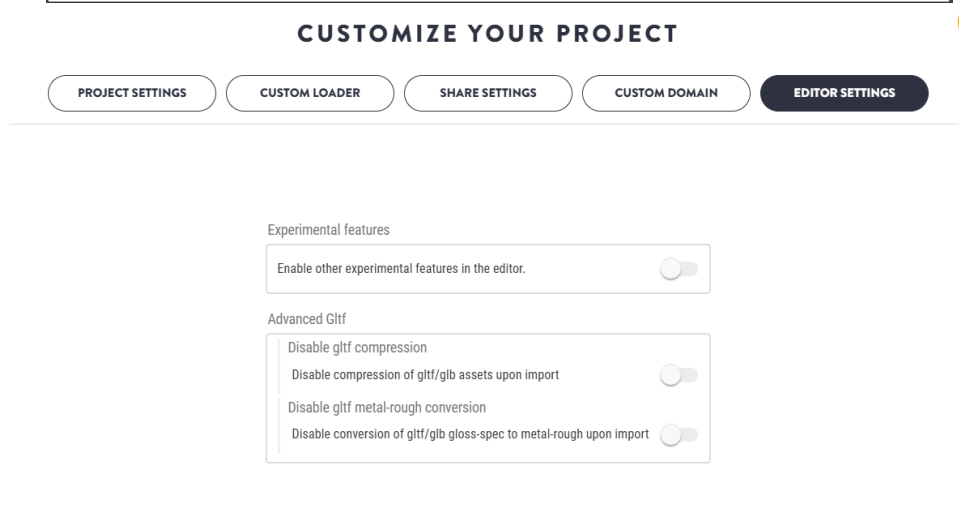 CUSTOMIZE YOUR PROJECT
PROJECT SETTINGS CUSTOM LOADER SHARE SETTINGS CUSTOM DOMAIN EDITOR SETTINGS
Experimental features
Enable other experimental features in the editor.
Advanced Gltf
Disable gltf compression
Disable compression of gltf/glb assets upon import
Disable gltf metal-rough conversion
Disable conversion of gltf/glb gloss-spec to metal-rough upon import